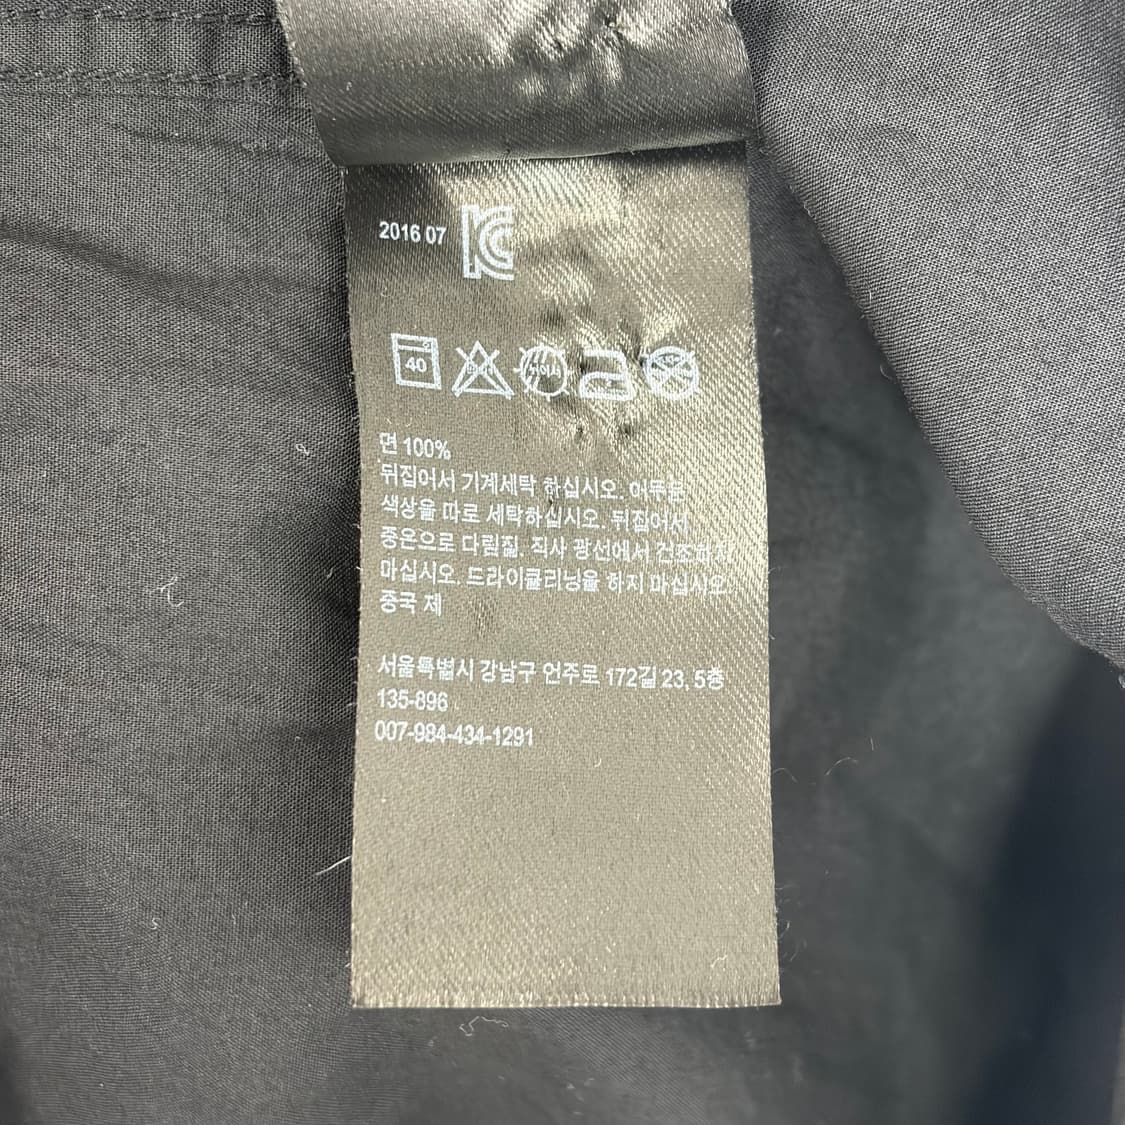 2016 07 KC
40
면 100%
뒤집어서 기계세탁 하십시오. 어두운
색상을 따로 세탁하십시오. 뒤집어서
중온으로 다림질. 직사 광선에서 건조하지
마십시오. 드라이클리닝을 하지 마십시오.
중국 제
서울특별시 강남구 언주로 172길 23, 5층
135-896
007-984-434-1291